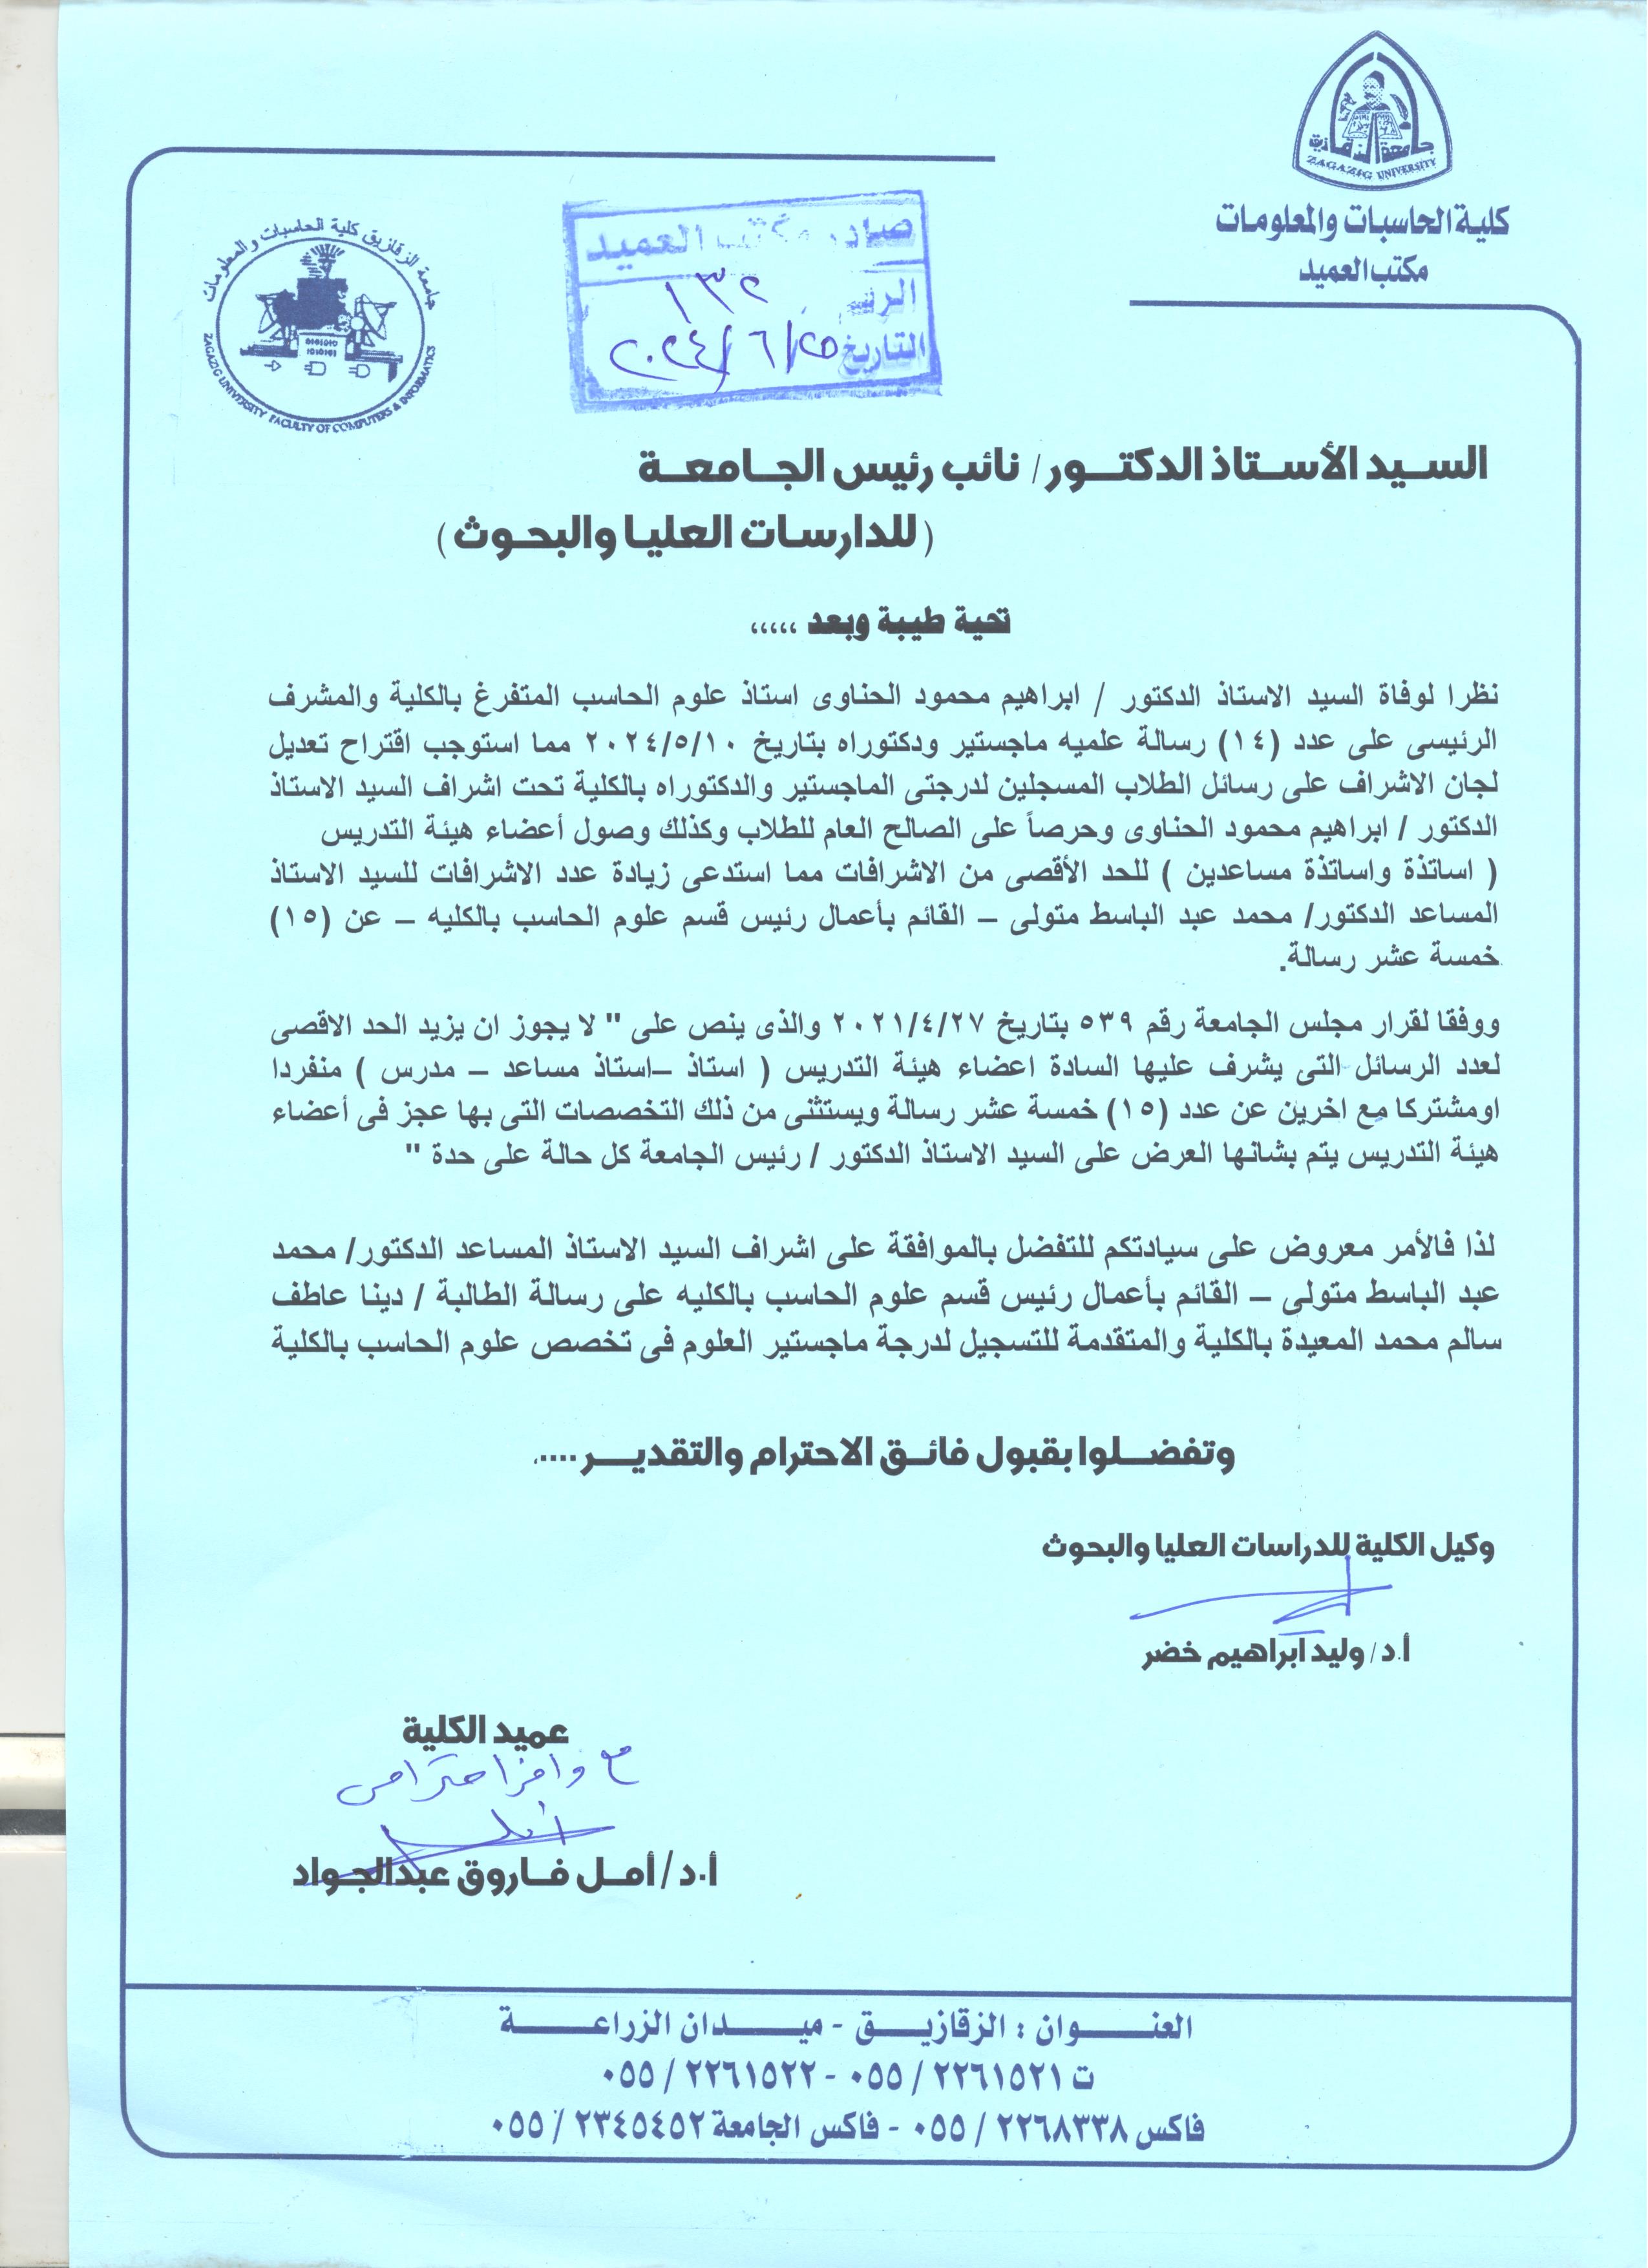 جامعة الزقازيق
ZAGAZIG UNIVERSITY
كلية الحاسبات والمعلومات
مكتب العميد
جامعة الزقازيق كلية الحاسبات و المعلومات
0101010
1010101
ZAGAZIG UNIVERSITY FACULTY OF COMPUTERS & INFORMATICS
صادر مكتب العميد
الرقم ١٣٢
التاريخ ٢٠٢٤/٦/٢٥
السيد الأستاذ الدكتور/ نائب رئيس الجامعة
( للدارسات العليا والبحوث )
تحية طيبة وبعد ،،،،،
نظرا لوفاة السيد الاستاذ الدكتور / ابراهيم محمود الحناوى استاذ علوم الحاسب المتفرغ بالكلية والمشرف
الرئيسى على عدد (١٤) رسالة علميه ماجستير ودكتوراه بتاريخ ٢٠٢٤/٥/١٠ مما استوجب اقتراح تعديل
لجان الاشراف على رسائل الطلاب المسجلين لدرجتى الماجستير والدكتوراه بالكلية تحت اشراف السيد الاستاذ
الدكتور / ابراهيم محمود الحناوى وحرصاً على الصالح العام للطلاب وكذلك وصول أعضاء هيئة التدريس
( اساتذة واساتذة مساعدين ) للحد الأقصى من الاشرافات مما استدعى زيادة عدد الاشرافات للسيد الاستاذ
المساعد الدكتور/ محمد عبد الباسط متولى – القائم بأعمال رئيس قسم علوم الحاسب بالكليه – عن (١٥)
خمسة عشر رسالة.
ووفقا لقرار مجلس الجامعة رقم ٥٣٩ بتاريخ ٢٠٢١/٤/٢٧ والذى ينص على " لا يجوز ان يزيد الحد الاقصى
لعدد الرسائل التى يشرف عليها السادة اعضاء هيئة التدريس ( استاذ –استاذ مساعد – مدرس ) منفردا
اومشتركا مع اخرين عن عدد (١٥) خمسة عشر رسالة ويستثنى من ذلك التخصصات التى بها عجز فى أعضاء
هيئة التدريس يتم بشانها العرض على السيد الاستاذ الدكتور / رئيس الجامعة كل حالة على حدة "
لذا فالأمر معروض على سيادتكم للتفضل بالموافقة على اشراف السيد الاستاذ المساعد الدكتور/ محمد
عبد الباسط متولى – القائم بأعمال رئيس قسم علوم الحاسب بالكليه على رسالة الطالبة / دينا عاطف
سالم محمد المعيدة بالكلية والمتقدمة للتسجيل لدرجة ماجستير العلوم فى تخصص علوم الحاسب بالكلية
وتفضلوا بقبول فائق الاحترام والتقدير ....
وكيل الكلية للدراسات العليا والبحوث
أ.د/ وليد ابراهيم خضر
عميد الكلية
مع وافر احترامى
أ.د/ أمل فاروق عبدالجواد
العنوان : الزقازيق - ميدان الزراعة
ت ٢٢٦١٥٢١ / ٠٥٥ - ٢٢٦١٥٢٢ / ٠٥٥
فاكس ٢٢٦٨٣٣٨ / ٠٥٥ - فاكس الجامعة ٢٣٤٥٤٥٢ / ٠٥٥